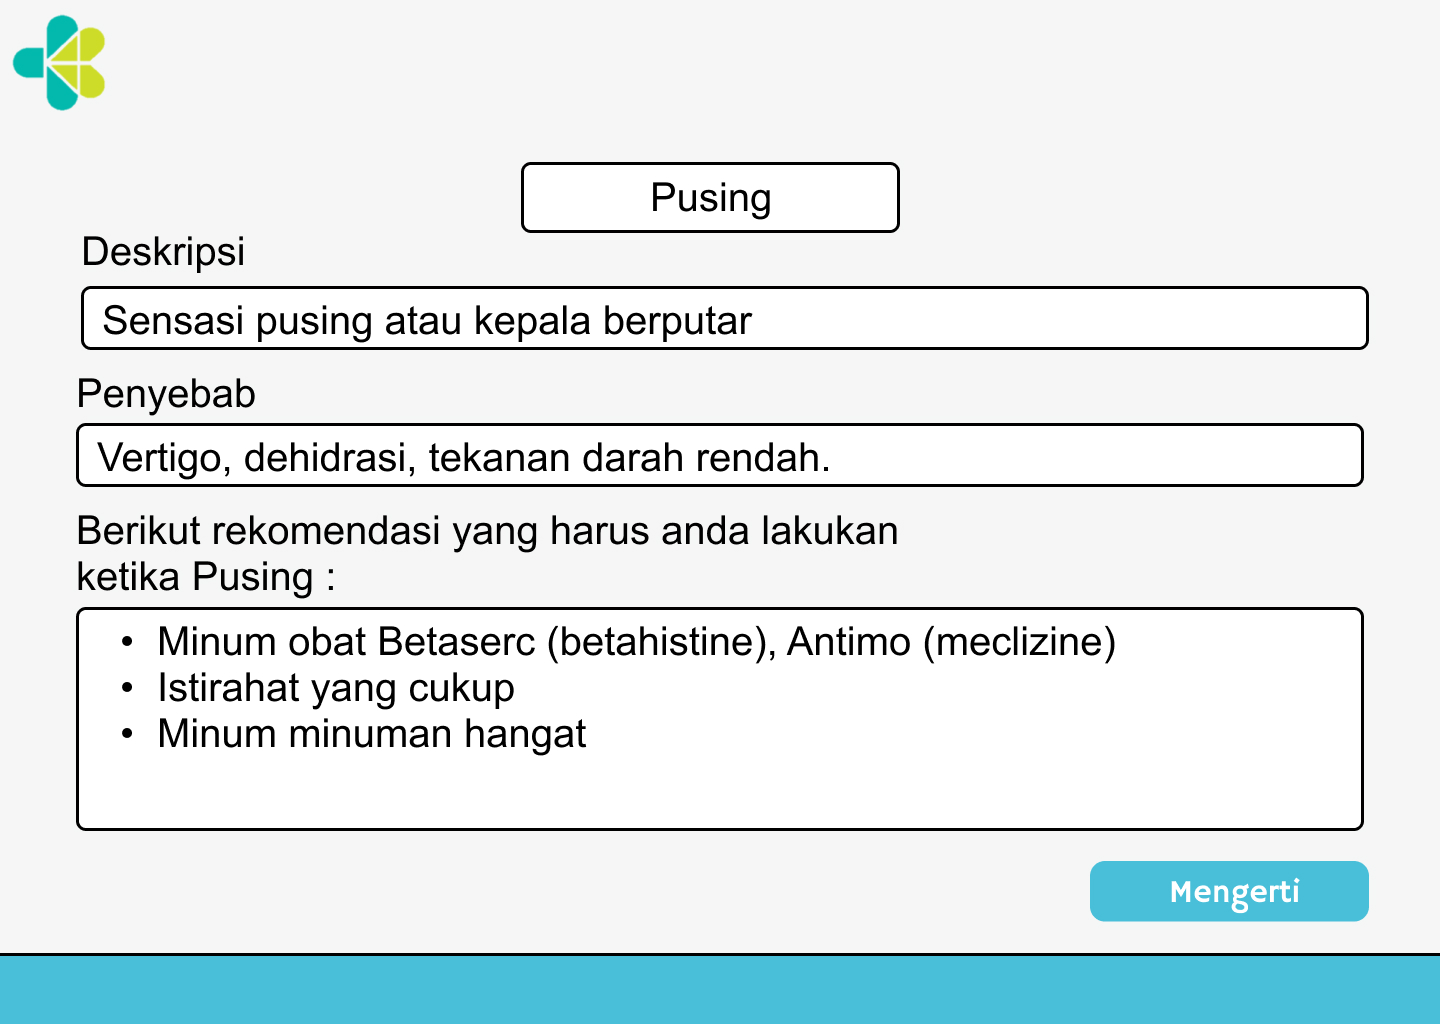 Pusing
Deskripsi
Sensasi pusing atau kepala berputar
Penyebab
Vertigo, dehidrasi, tekanan darah rendah.
Berikut rekomendasi yang harus anda lakukan
ketika Pusing :
• Minum obat Betaserc (betahistine), Antimo (meclizine)
• Istirahat yang cukup
• Minum minuman hangat
Mengerti